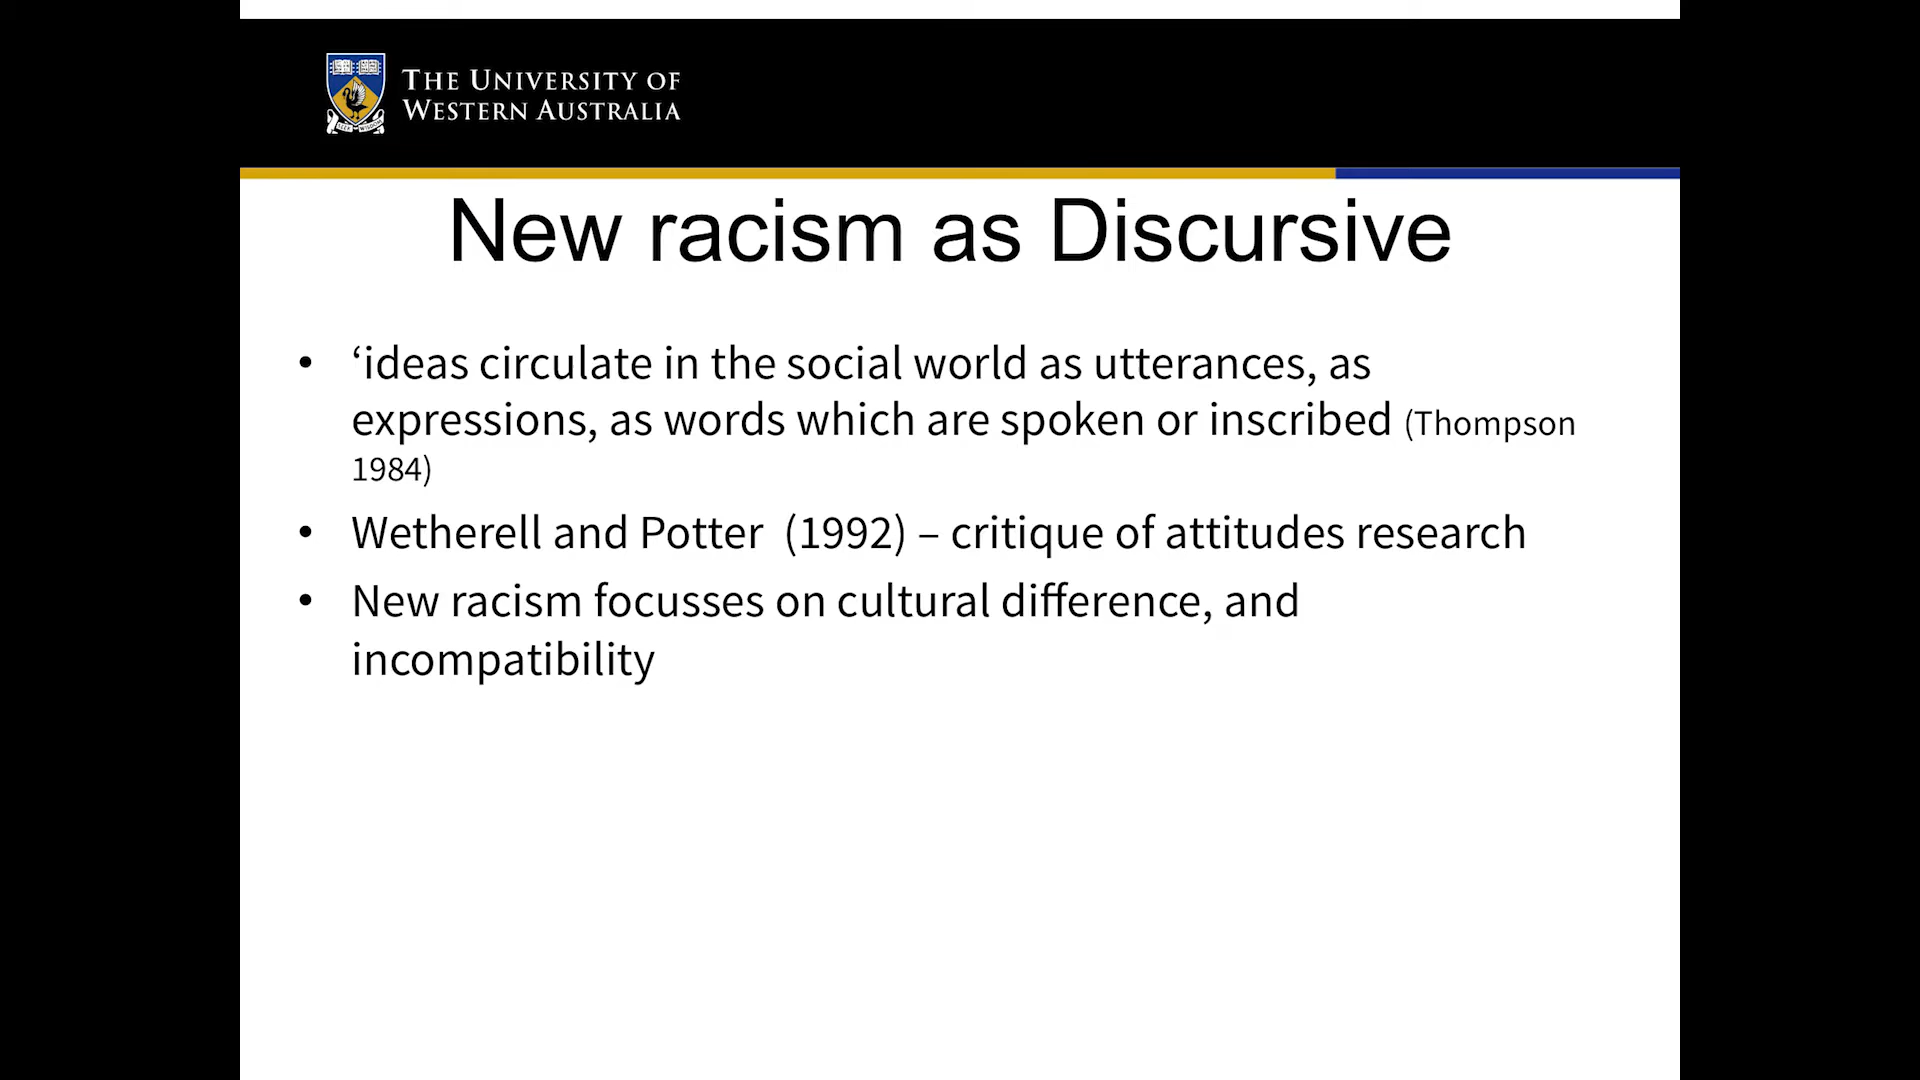 THE UNIVERSITY OF
WESTERN AUSTRALIA
New racism as Discursive
• ‘ideas circulate in the social world as utterances, as
expressions, as words which are spoken or inscribed (Thompson
1984)
• Wetherell and Potter (1992) – critique of attitudes research
• New racism focusses on cultural difference, and
incompatibility